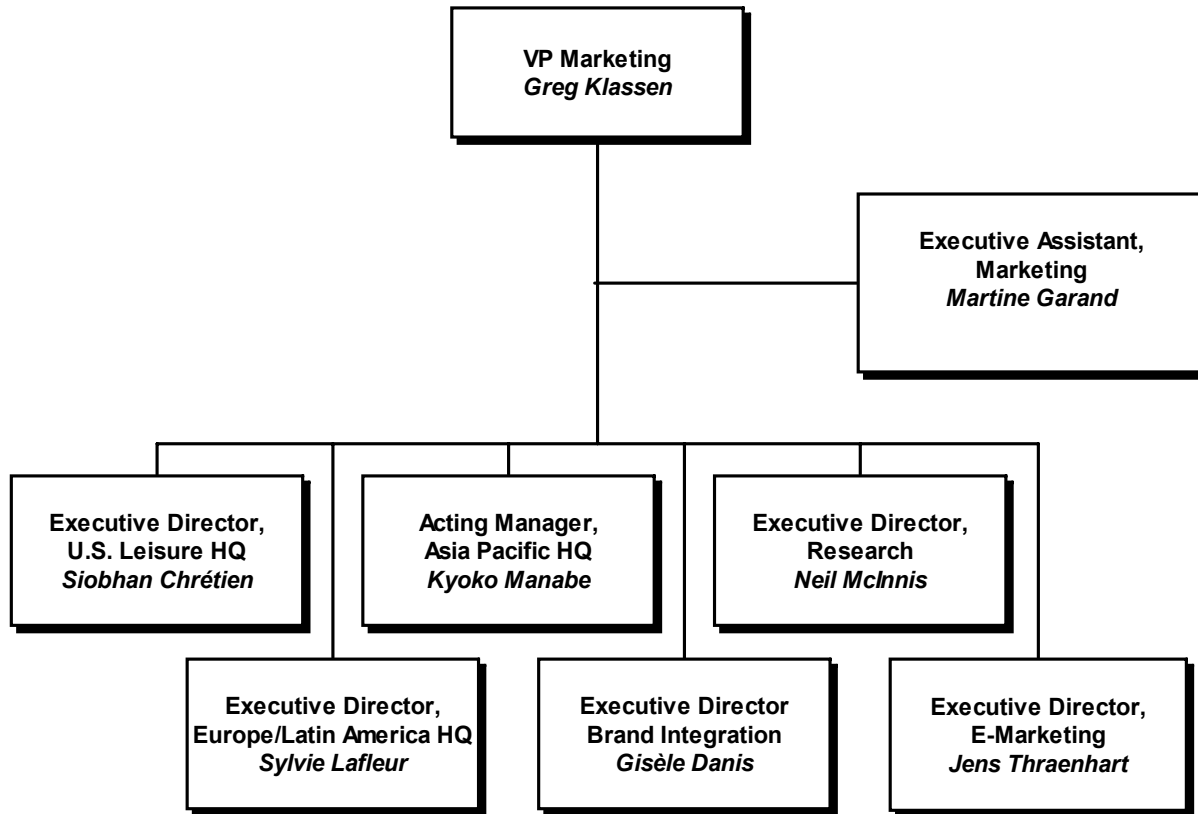 VP Marketing
Greg Klassen
Executive Assistant,
Marketing
Martine Garand
Executive Director,
U.S. Leisure HQ
Siobhan Chrétien
Acting Manager,
Asia Pacific HQ
Kyoko Manabe
Executive Director,
Research
Neil McInnis
Executive Director,
Europe/Latin America HQ
Sylvie Lafleur
Executive Director
Brand Integration
Gisèle Danis
Executive Director,
E-Marketing
Jens Thraenhart